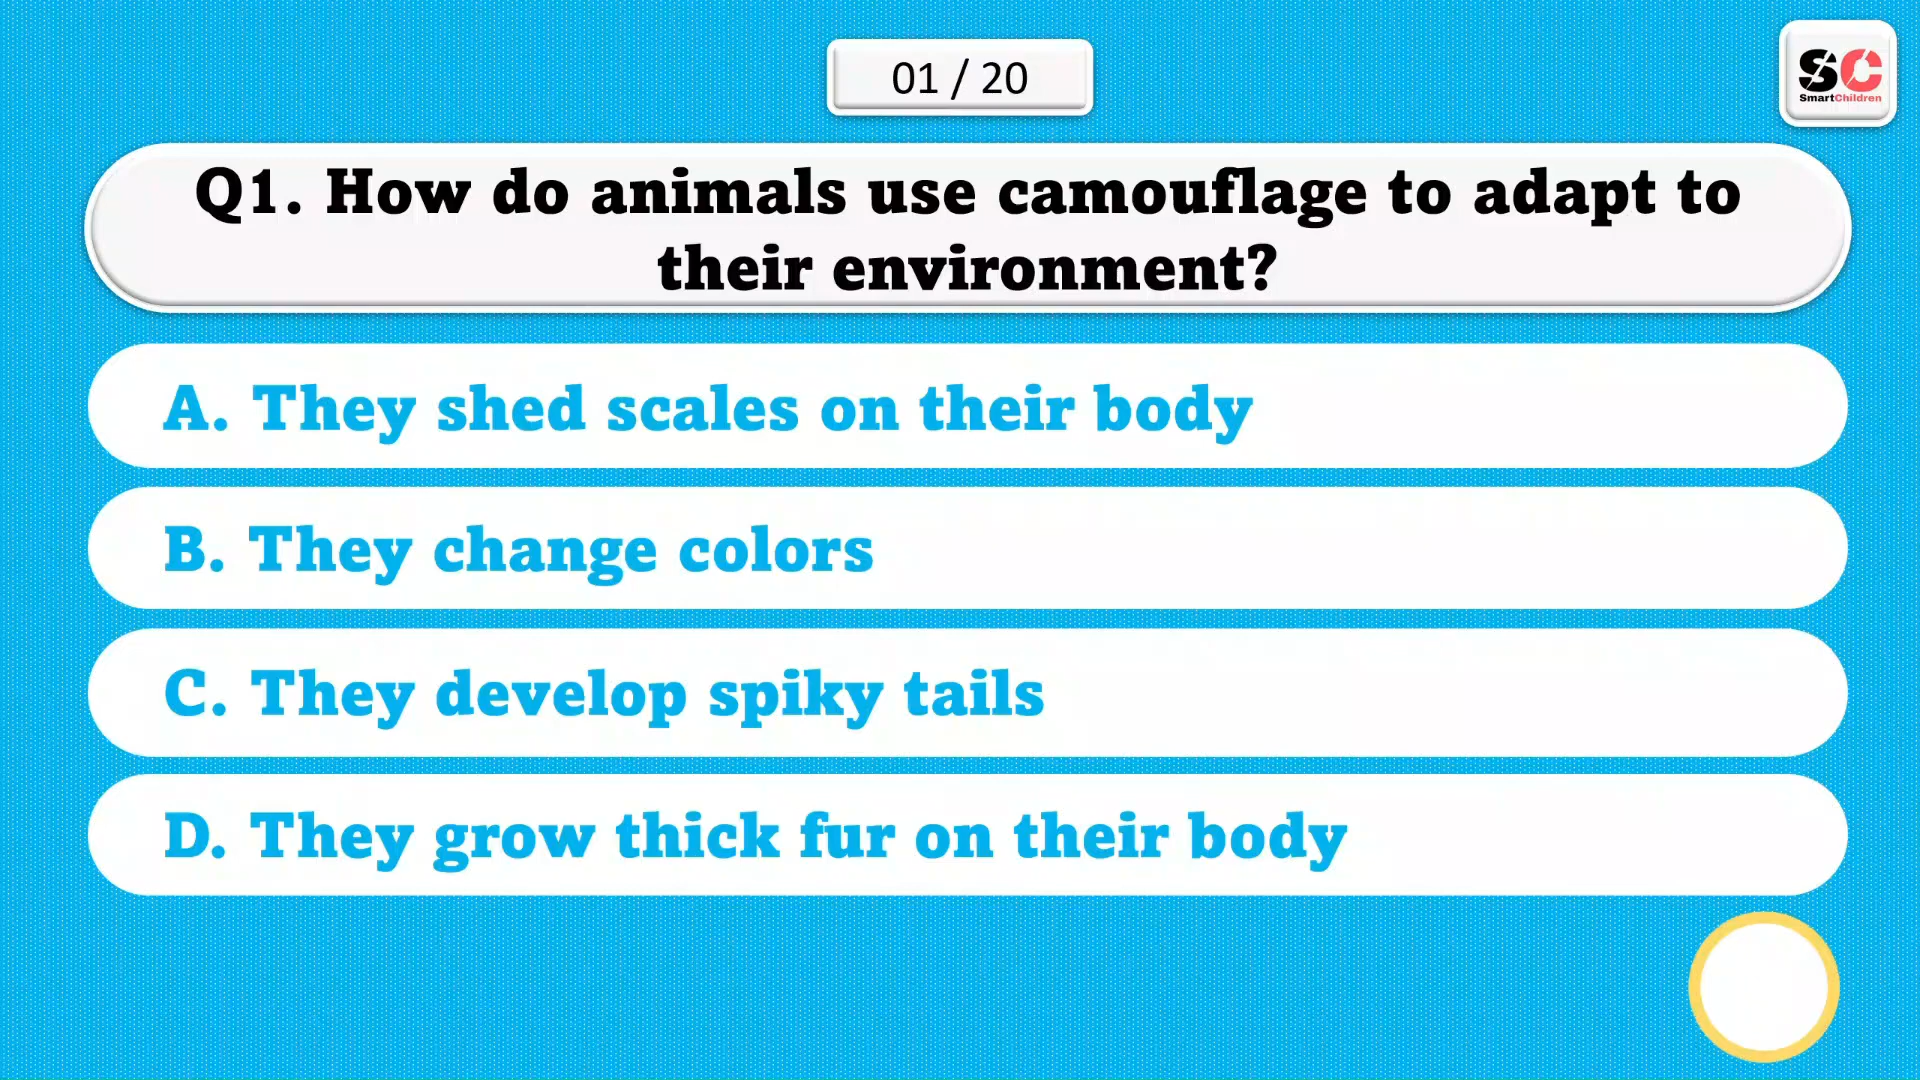 01 / 20
SC
SmartChildren
Q1. How do animals use camouflage to adapt to
their environment?
A. They shed scales on their body
B. They change colors
C. They develop spiky tails
D. They grow thick fur on their body